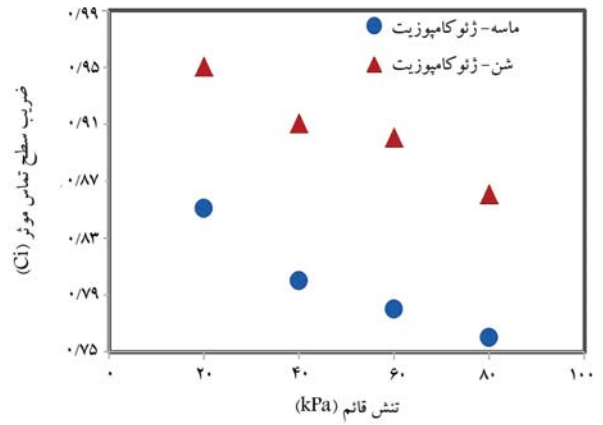 ۰/۹۹
۰/۹۵
۰/۹۱
۰/۸۷
۰/۸۳
۰/۷۹
۰/۷۵
ضریب سطح تماس موثر (Ci)
ماسه-ژئوکامپوزیت
شن-ژئوکامپوزیت
۰ ۲۰ ۴۰ ۶۰ ۸۰ ۱۰۰
تنش قائم (kPa)